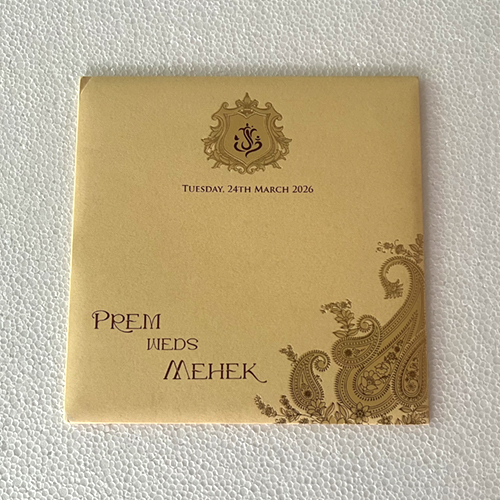 Tuesday, 24th March 2026
Prem
weds
Mehek